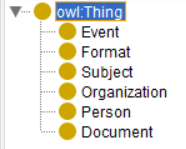 owl:Thing
Event
Format
Subject
Organization
Person
Document